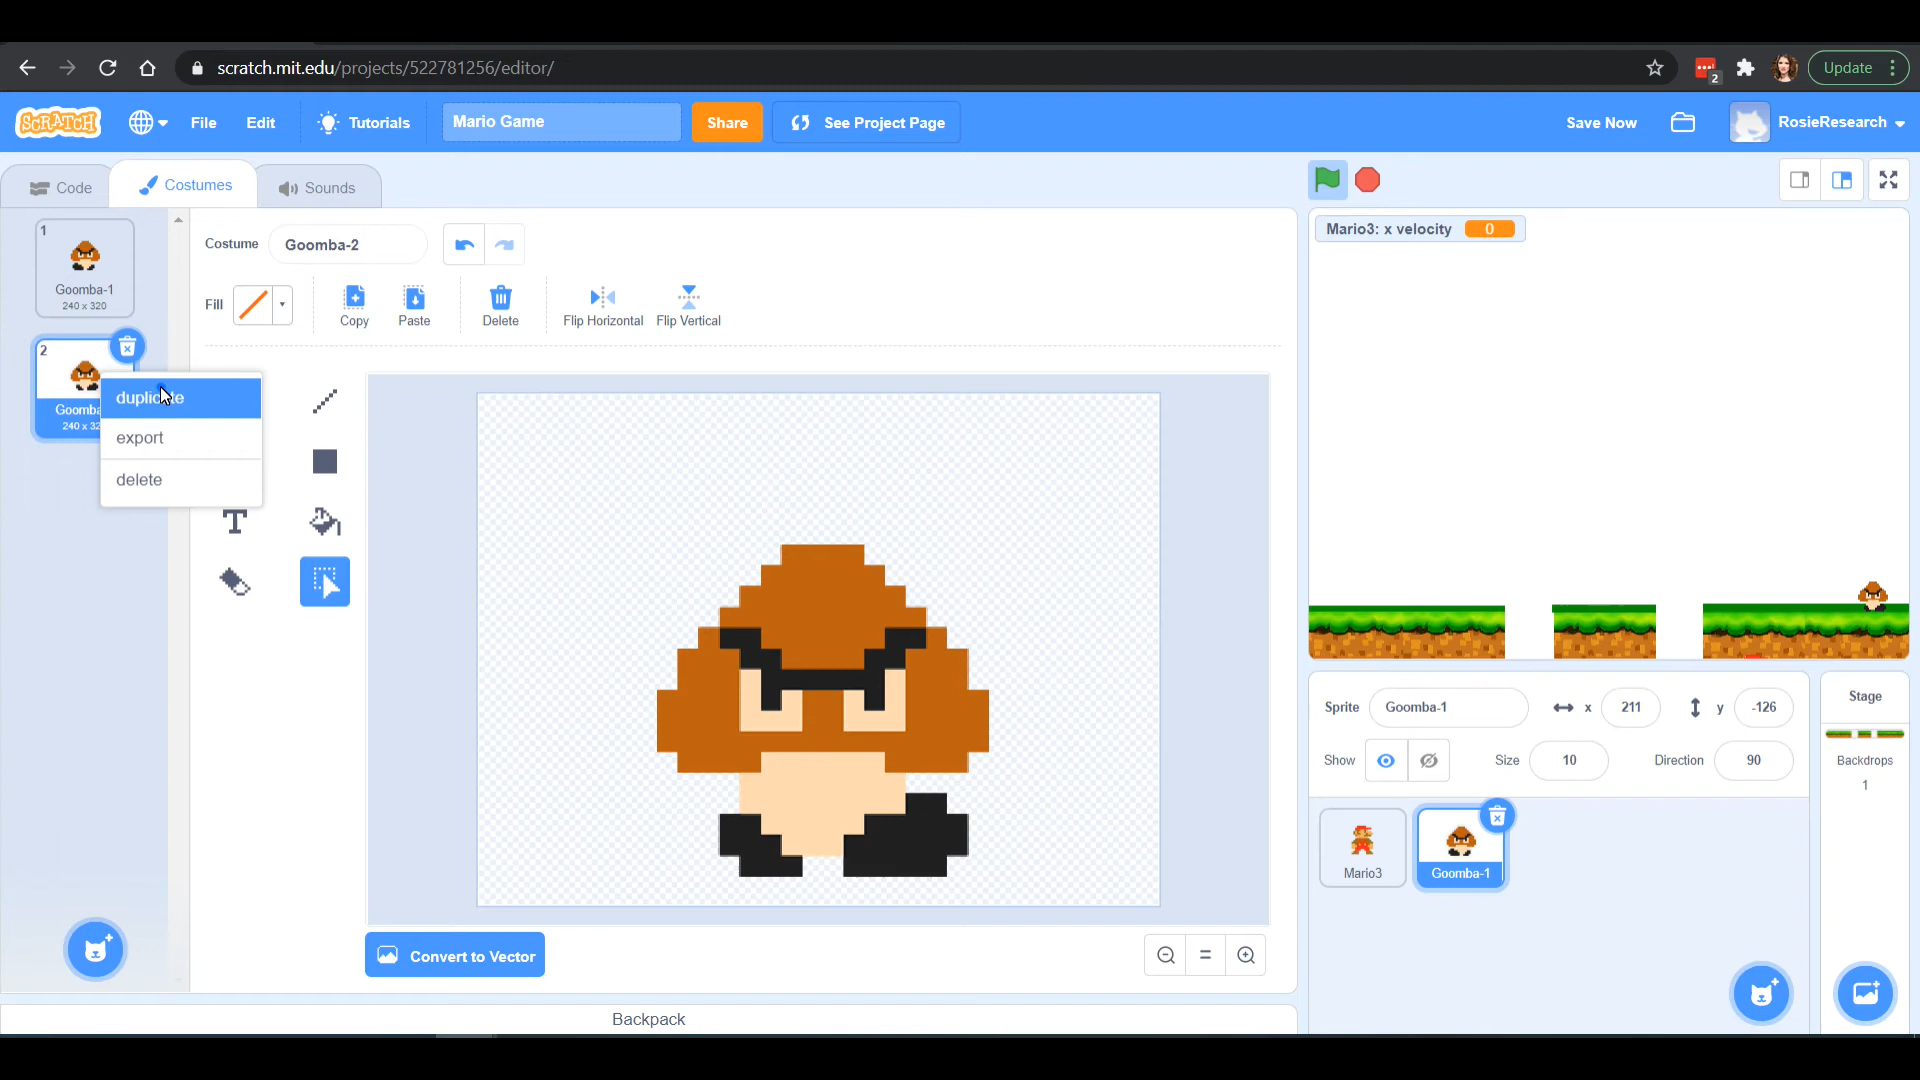 scratch.mit.edu/projects/522781256/editor/
2
Update
SCRATCH
File
Edit
Tutorials
Mario Game
Share
See Project Page
Save Now
RosieResearch
Code
Costumes
Sounds
1
Goomba-1
240 x 320
2
Goomba
240 x 32
duplicate
export
delete
Costume
Goomba-2
Fill
Copy
Paste
Delete
Flip Horizontal
Flip Vertical
T
Convert to Vector
=
Backpack
Mario3: x velocity
0
Sprite
Goomba-1
x
211
y
-126
Show
Size
10
Direction
90
Mario3
Goomba-1
Stage
Backdrops
1